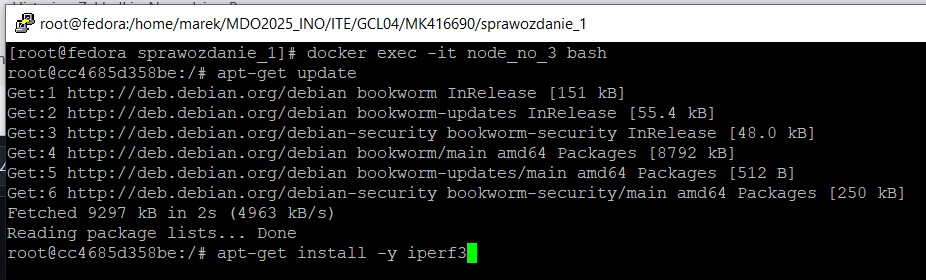 root@fedora:/home/marek/MDO2025_INO/ITE/GCL04/MK416690/sprawozdanie_1
[root@fedora sprawozdanie_1]# docker exec -it node_no_3 bash
root@cc4685d358be:/# apt-get update
Get:1 http://deb.debian.org/debian bookworm InRelease [151 kB]
Get:2 http://deb.debian.org/debian bookworm-updates InRelease [55.4 kB]
Get:3 http://deb.debian.org/debian-security bookworm-security InRelease [48.0 kB]
Get:4 http://deb.debian.org/debian bookworm/main amd64 Packages [8792 kB]
Get:5 http://deb.debian.org/debian bookworm-updates/main amd64 Packages [512 B]
Get:6 http://deb.debian.org/debian-security bookworm-security/main amd64 Packages [250 kB]
Fetched 9297 kB in 2s (4963 kB/s)
Reading package lists... Done
root@cc4685d358be:/# apt-get install -y iperf3